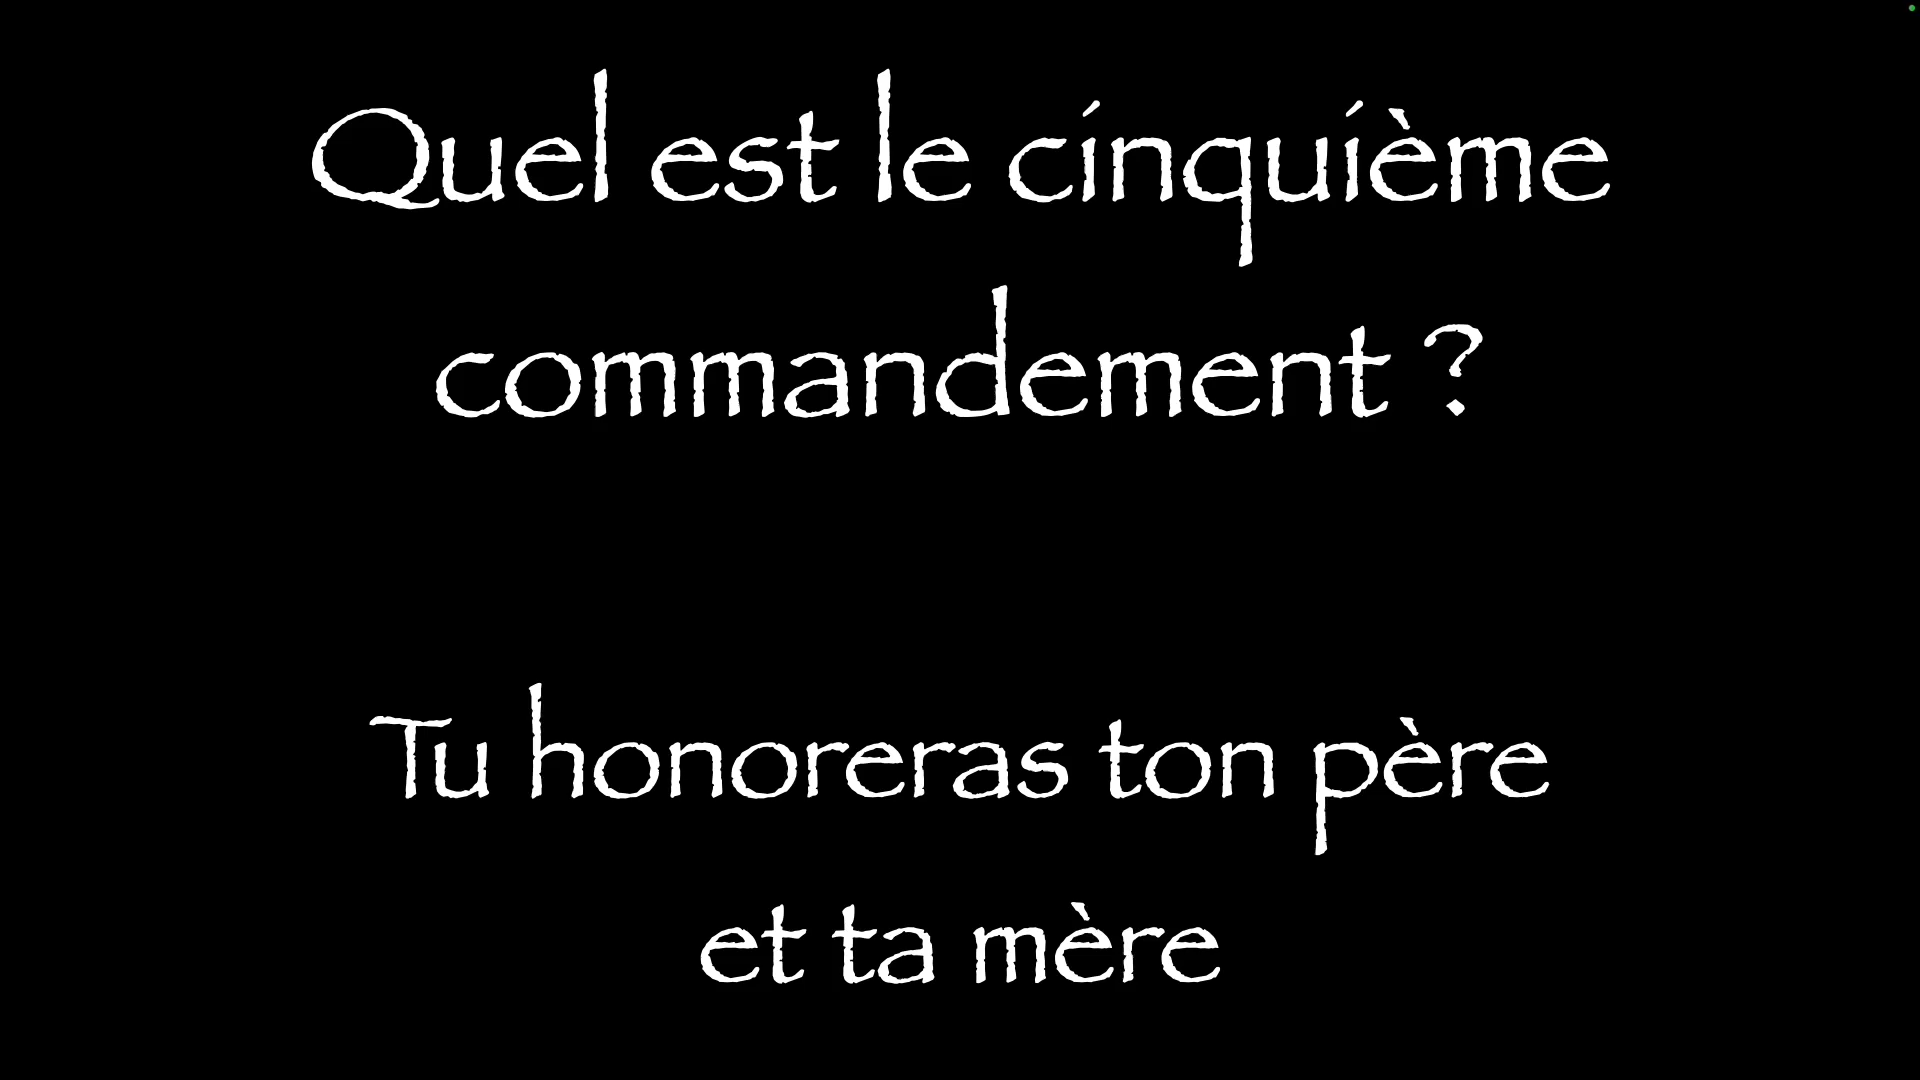 Quel est le cinquième
commandement ?
Tu honoreras ton père
et ta mère